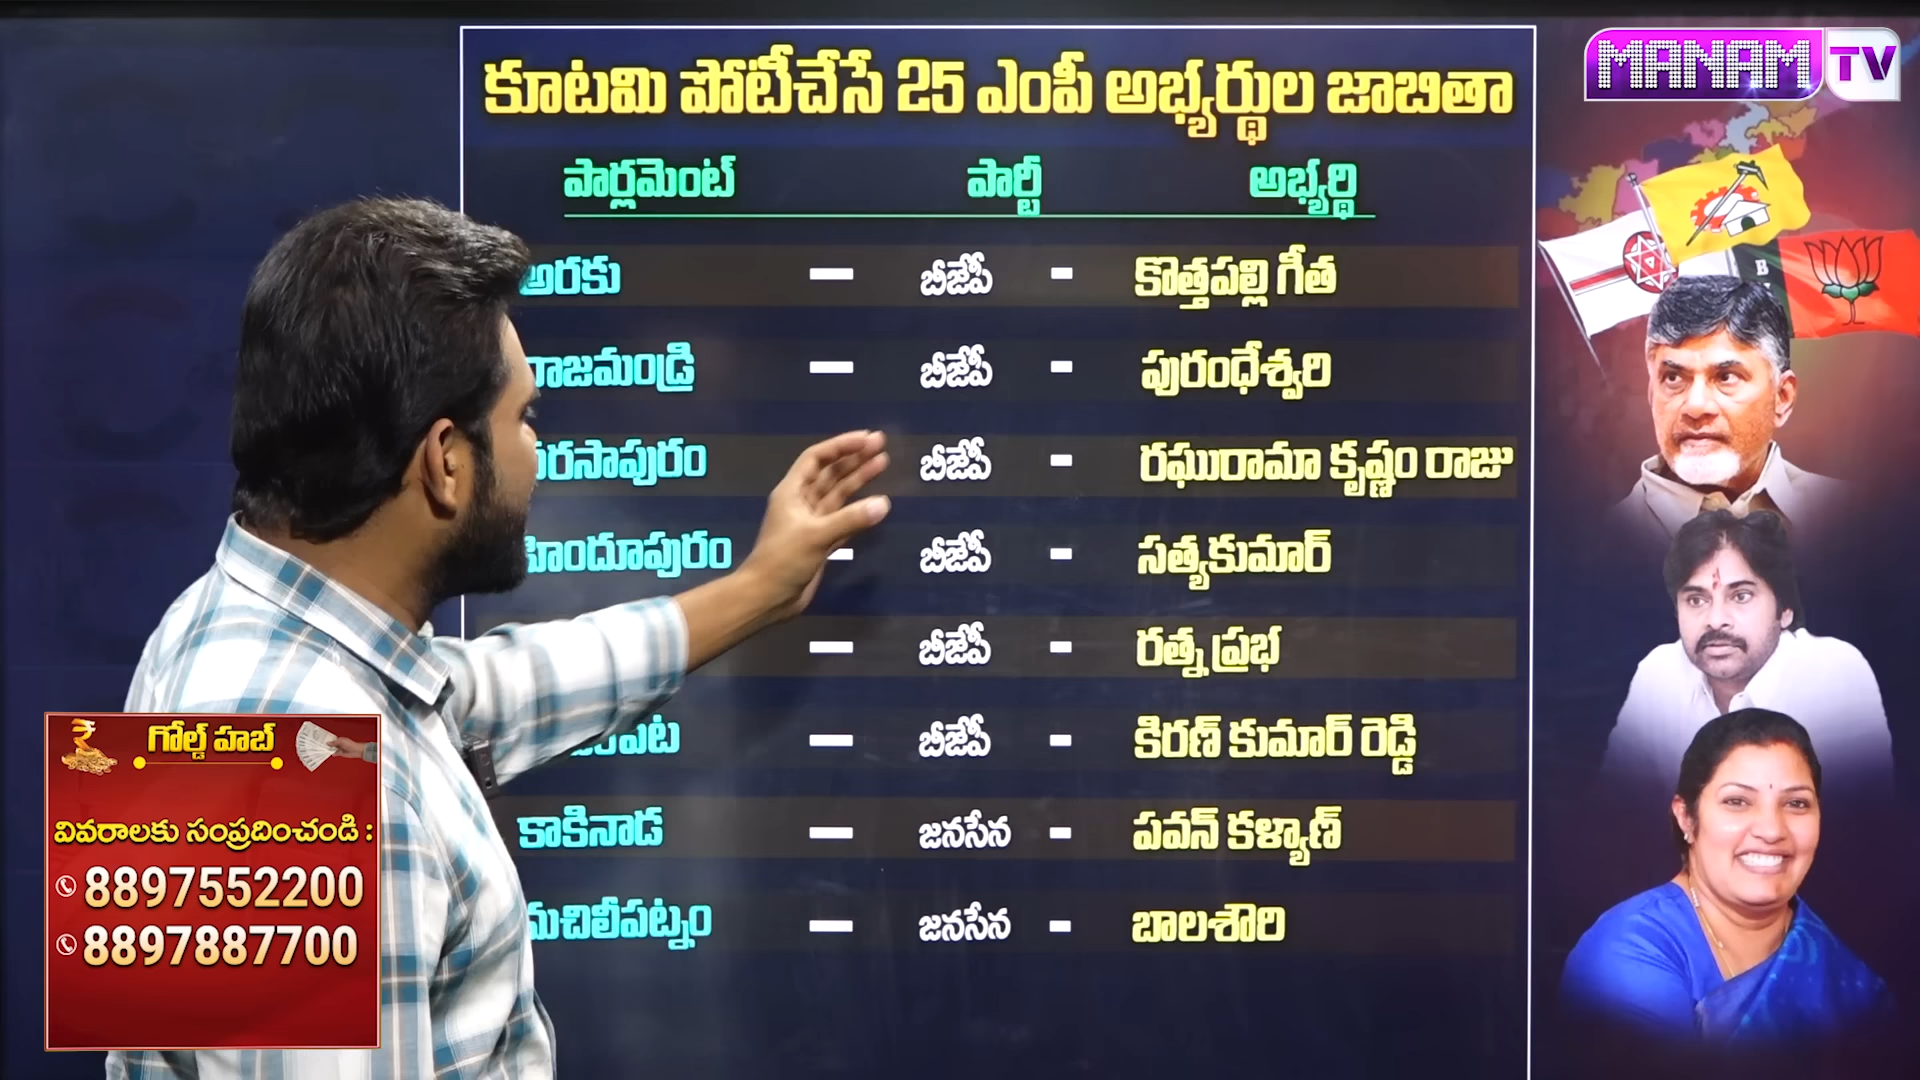 MANAM TV
కూటమి పోటీచేసే 25 ఎంపీ అభ్యర్థుల జాబితా
పార్లమెంట్ పార్టీ అభ్యర్థి
అరకు - బీజేపీ - కొత్తపల్లి గీత
రాజమండ్రి - బీజేపీ - పురంధేశ్వరి
నరసాపురం - బీజేపీ - రఘురామా కృష్ణం రాజు
హిందూపురం - బీజేపీ - సత్యకుమార్
- బీజేపీ - రత్న ప్రభ
- బీజేపీ - కిరణ్ కుమార్ రెడ్డి
కాకినాడ - జనసేన - పవన్ కళ్యాణ్
మచిలీపట్నం - జనసేన - బాలశౌరి
గోల్డ్ హబ్
వివరాలకు సంప్రదించండి :
8897552200
8897887700